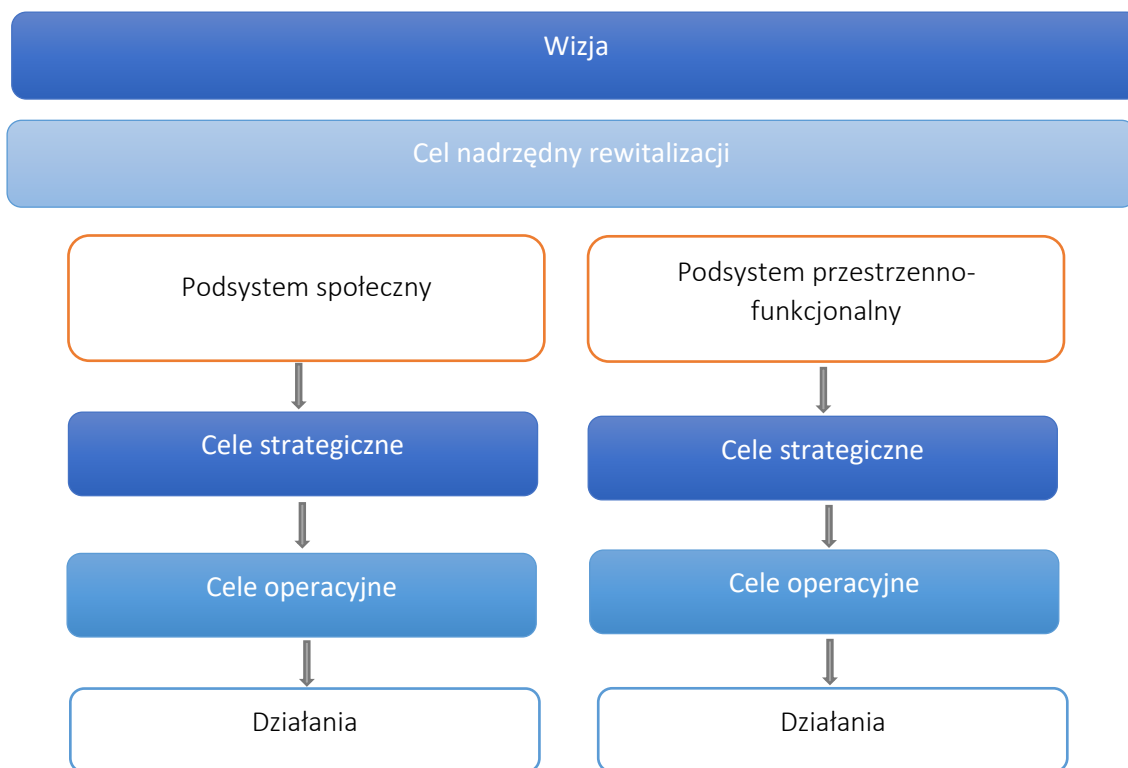 Wizja
Cel nadrzędny rewitalizacji
Podsystem społeczny
Podsystem przestrzenno-
funkcjonalny
Cele strategiczne
Cele strategiczne
Cele operacyjne
Cele operacyjne
Działania
Działania